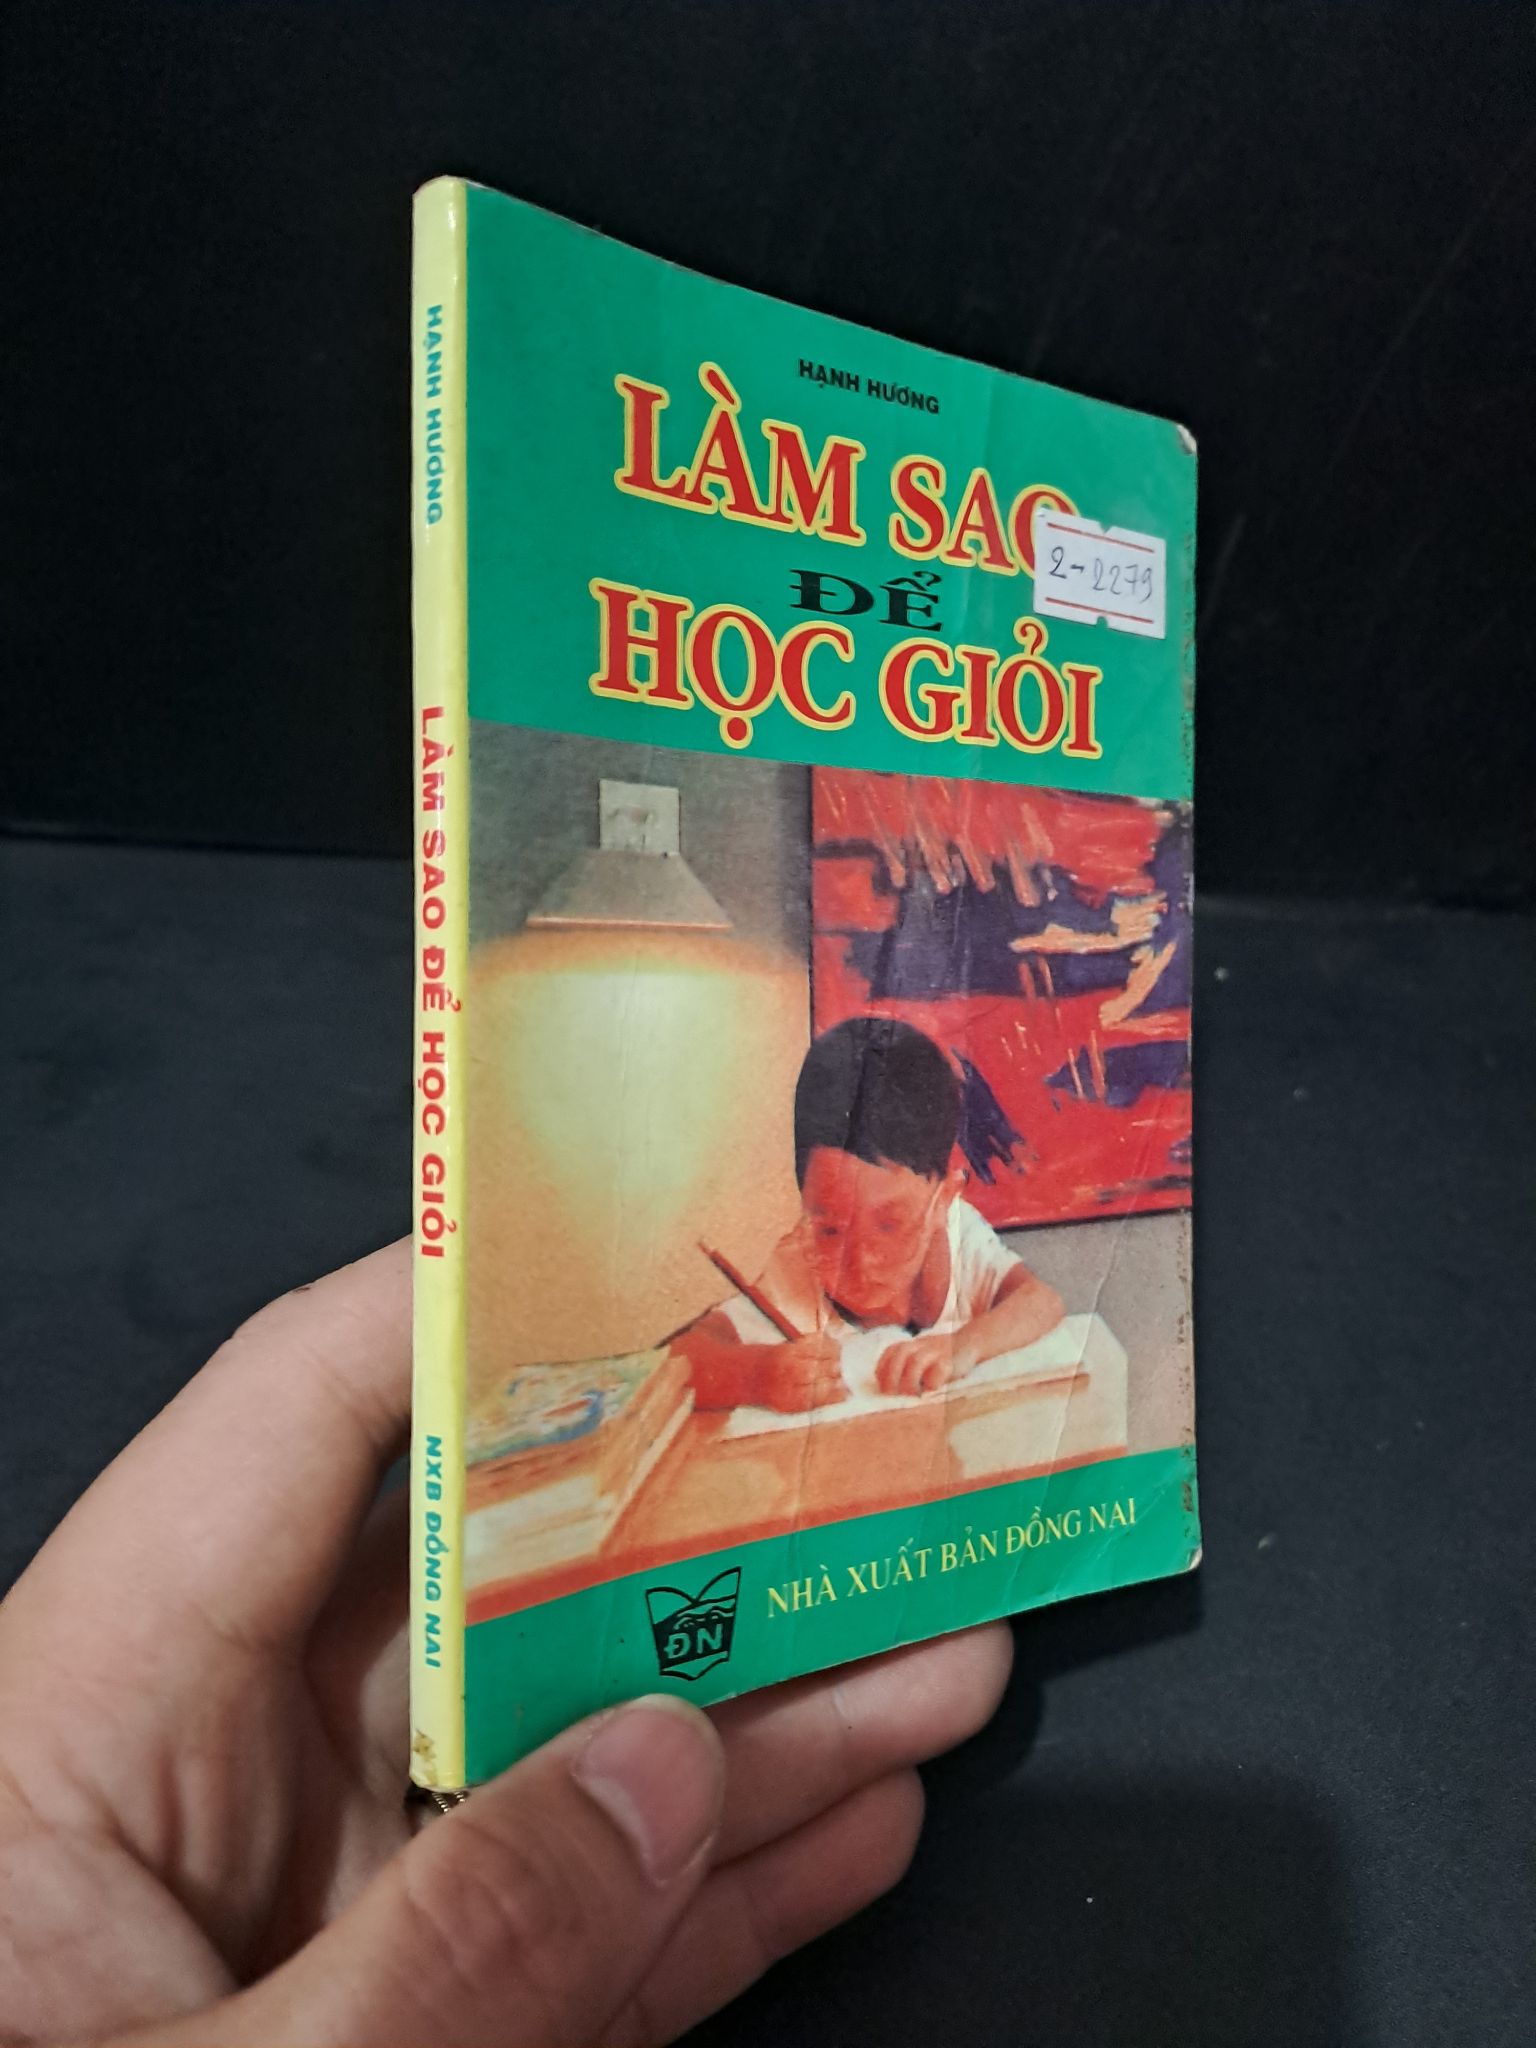 HẠNH HƯƠNG
LÀM SAO
ĐỂ
HỌC GIỎI
2-2279
NHÀ XUẤT BẢN ĐỒNG NAI
ĐN
HẠNH HƯƠNG
LÀM SAO ĐỂ HỌC GIỎI
NXB ĐỒNG NAI